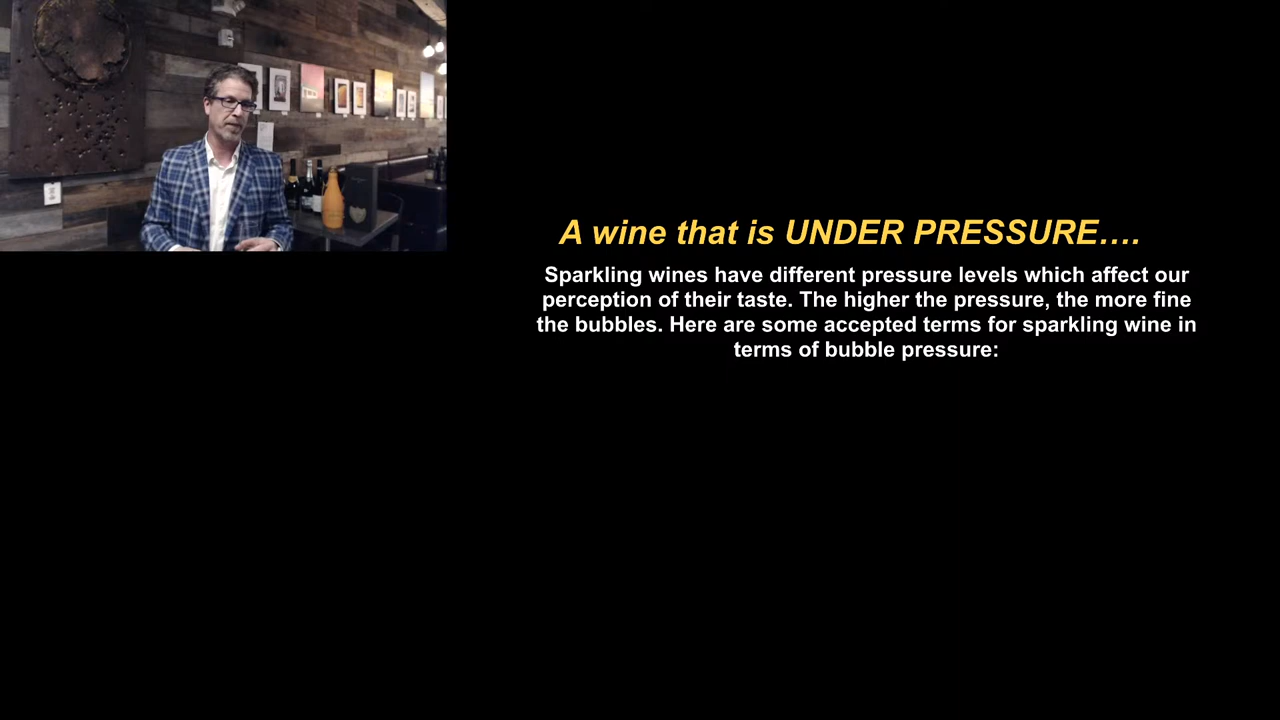 A wine that is UNDER PRESSURE....
Sparkling wines have different pressure levels which affect our
perception of their taste. The higher the pressure, the more fine
the bubbles. Here are some accepted terms for sparkling wine in
terms of bubble pressure: